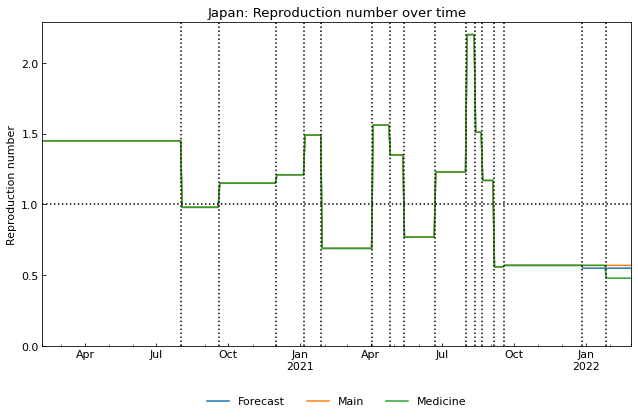 Japan: Reproduction number over time
Reproduction number
2.0
1.5
1.0
0.5
0.0
Apr Jul Oct Jan Apr Jul Oct Jan
2021 2022
Forecast Main Medicine